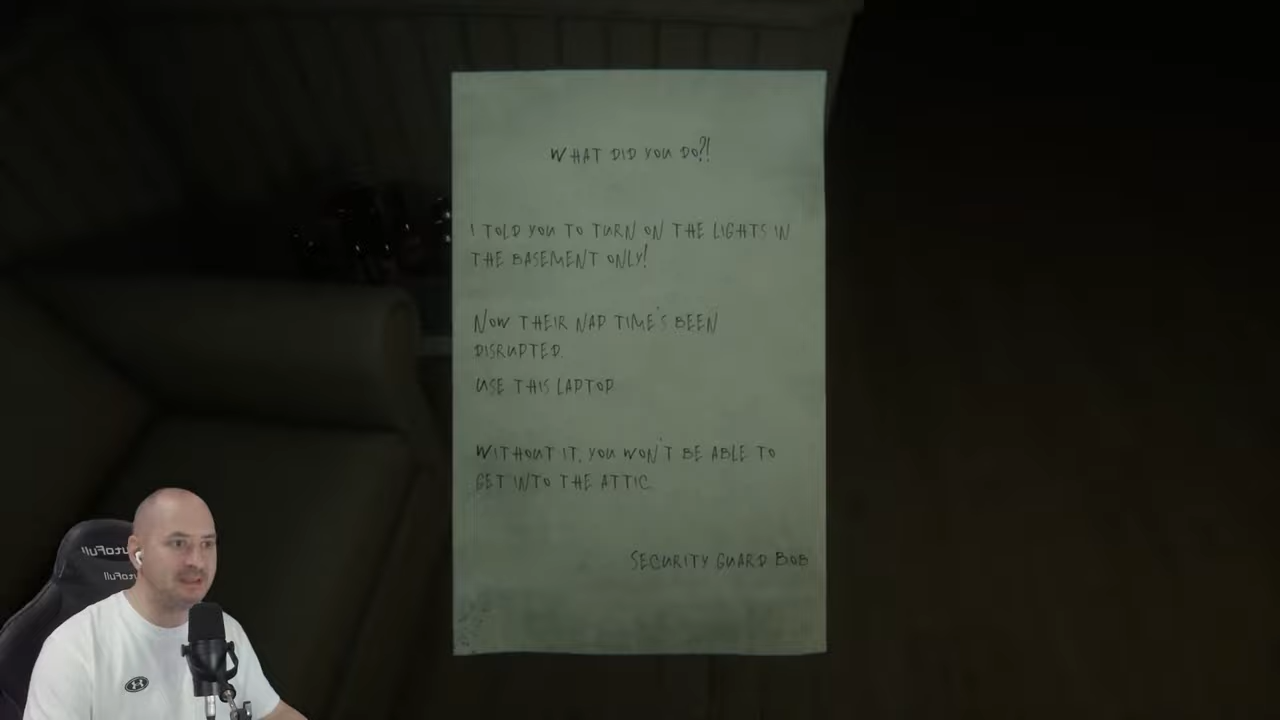 WHAT DID YOU DO?!
I TOLD YOU TO TURN ON THE LIGHTS IN
THE BASEMENT ONLY!
NOW THEIR NAP TIME'S BEEN
DISRUPTED.
USE THIS LAPTOP
WITHOUT IT, YOU WON'T BE ABLE TO
GET INTO THE ATTIC.
SECURITY GUARD BOB
AutoFull
AutoFull